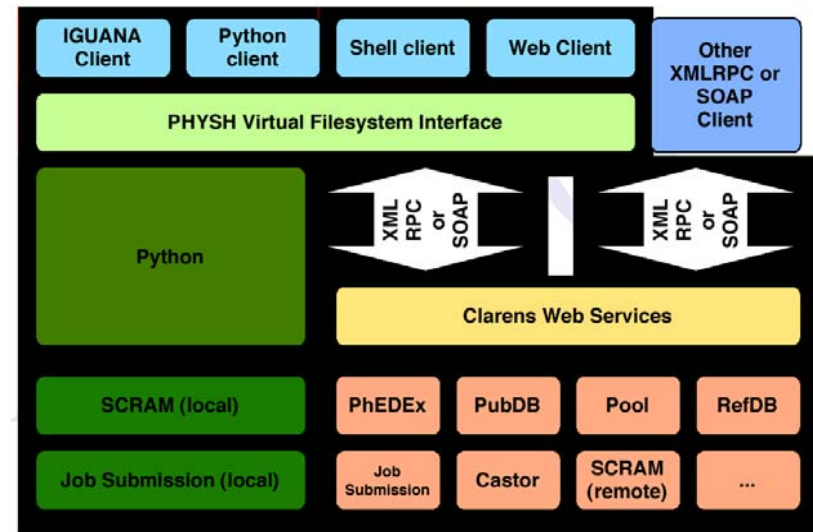 IGUANA
Client
Python
client
Shell client
Web Client
Other
XMLRPC or
SOAP
Client
PHYSH Virtual Filesystem Interface
Python
XML
RPC
or
SOAP
XML
RPC
or
SOAP
Clarens Web Services
SCRAM (local)
PhEDEx
PubDB
Pool
RefDB
Job Submission (local)
Job
Submission
Castor
SCRAM
(remote)
...